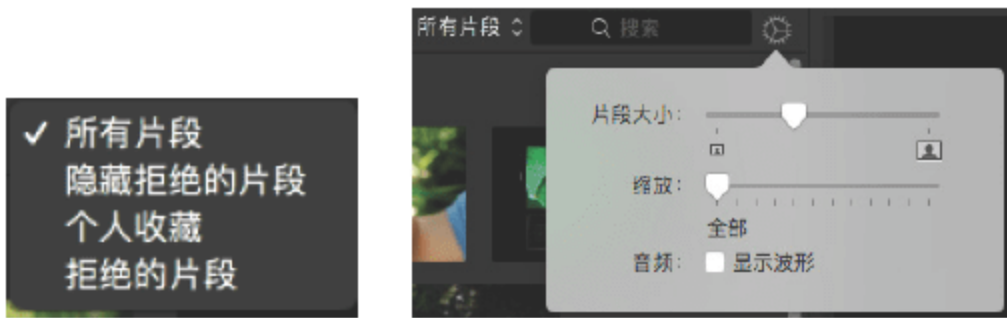 所有片段
隐藏拒绝的片段
个人收藏
拒绝的片段
所有片段 搜索
片段大小:
缩放:
全部
音频: 显示波形